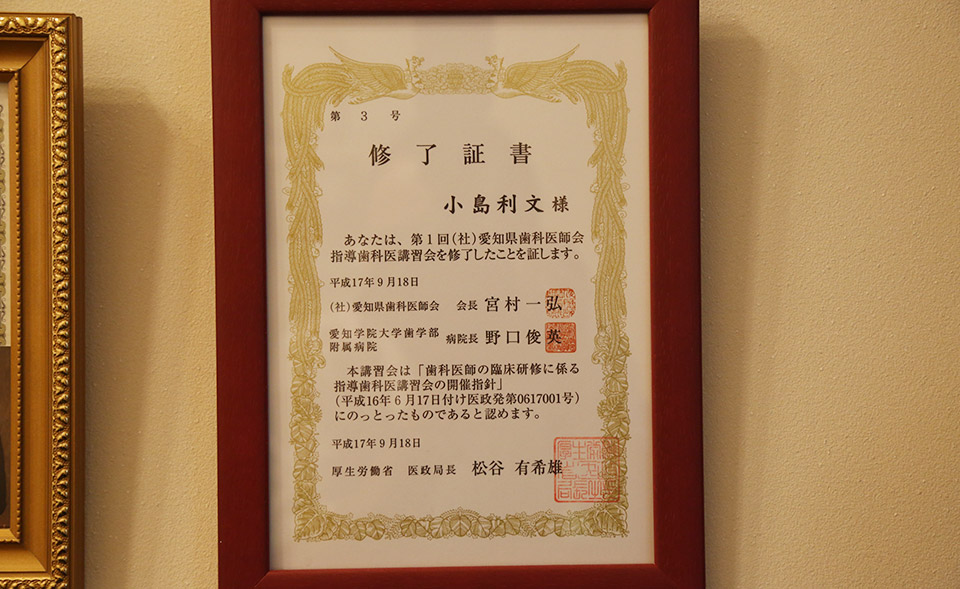 第 3 号
修了証書
小島利文様
あなたは、第1回(社)愛知県歯科医師会
指導歯科医講習会を修了したことを証します。
平成17年9月18日
(社)愛知県歯科医師会 会長 宮村一弘
愛知学院大学歯学部
附属病院 病院長 野口俊英
本講習会は「歯科医師の臨床研修に係る
指導歯科医講習会の開催指針」
(平成16年6月17日付け医政発第0617001号)
にのっとったものであると認めます。
平成17年9月18日
厚生労働省 医政局長 松谷 有希雄